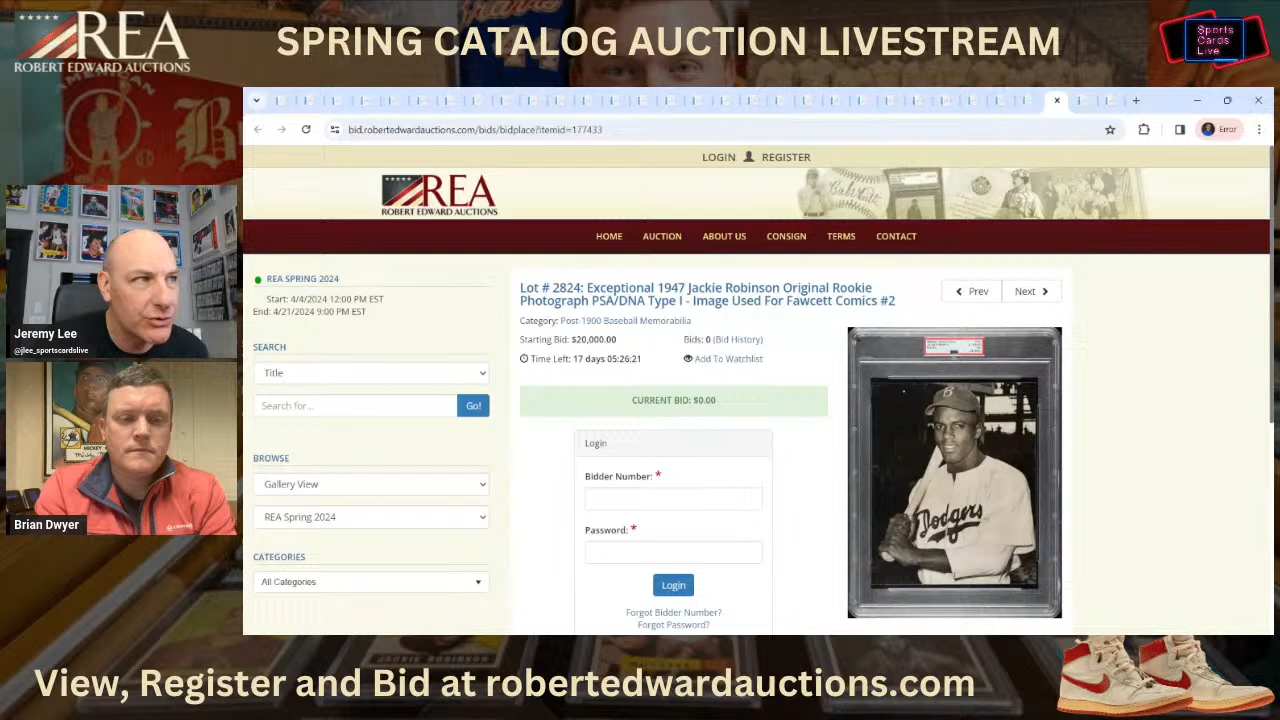 ★★★★★
REA
ROBERT EDWARD AUCTIONS
SPRING CATALOG AUCTION LIVESTREAM
Sports
Cards
Live
bid.robertedwardauctions.com/bids/bidplace?itemid=177433
Error
LOGIN REGISTER
REA
ROBERT EDWARD AUCTIONS
HOME AUCTION ABOUT US CONSIGN TERMS CONTACT
REA SPRING 2024
Start: 4/4/2024 12:00 PM EST
End: 4/21/2024 9:00 PM EST
SEARCH
Title
Search for...
Go!
BROWSE
Gallery View
REA Spring 2024
CATEGORIES
All Categories
Lot # 2824: Exceptional 1947 Jackie Robinson Original Rookie
Photograph PSA/DNA Type I - Image Used For Fawcett Comics #2
Prev Next
Category: Post-1900 Baseball Memorabilia
Starting Bid: $20,000.00 Bids: 0 (Bid History)
Time Left: 17 days 05:26:21 Add To Watchlist
CURRENT BID: $0.00
Login
Bidder Number: *
Password: *
Login
Forgot Bidder Number?
Forgot Password?
B
Dodgers
Jeremy Lee
@jlee_sportscardslive
Brian Dwyer
JACKIE ROBINSON
View, Register and Bid at robertedwardauctions.com